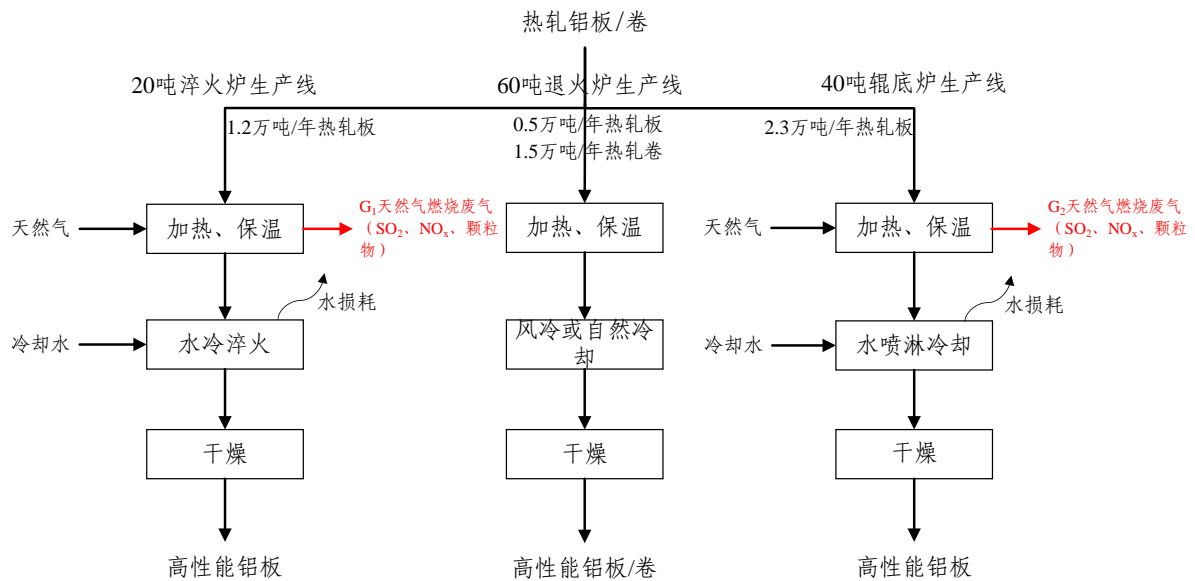 热轧铝板/卷
20吨淬火炉生产线
60吨退火炉生产线
40吨辊底炉生产线
1.2万吨/年热轧板
0.5万吨/年热轧板
1.5万吨/年热轧卷
2.3万吨/年热轧板
天然气
加热、保温
G₁天然气燃烧废气
（SO₂、NOₓ、颗粒
物）
加热、保温
天然气
加热、保温
G₂天然气燃烧废气
（SO₂、NOₓ、颗粒
物）
水损耗
水损耗
冷却水
水冷淬火
风冷或自然冷
却
冷却水
水喷淋冷却
干燥
干燥
干燥
高性能铝板
高性能铝板/卷
高性能铝板